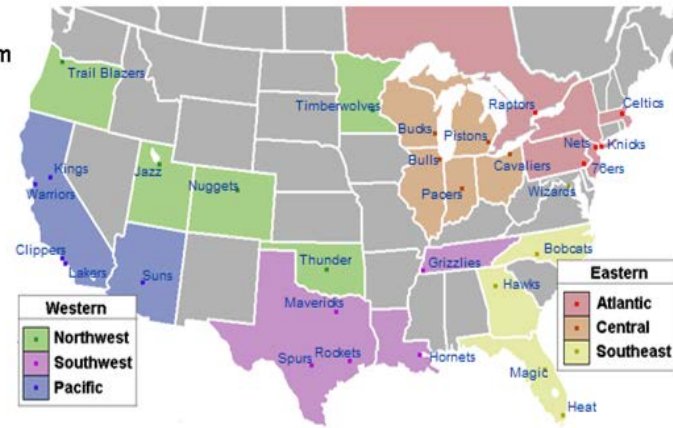 m
Trail Blazers
Timberwolves
Raptors
Celtics
Bucks
Pistons
Nets
Knicks
Kings
Jazz
Bulls
Cavaliers
76ers
Warriors
Nuggets
Pacers
Wizards
Clippers
Lakers
Suns
Thunder
Grizzlies
Bobcats
Hawks
Mavericks
Spurs
Rockets
Hornets
Magic
Heat
Western
Northwest
Southwest
Pacific
Eastern
Atlantic
Central
Southeast